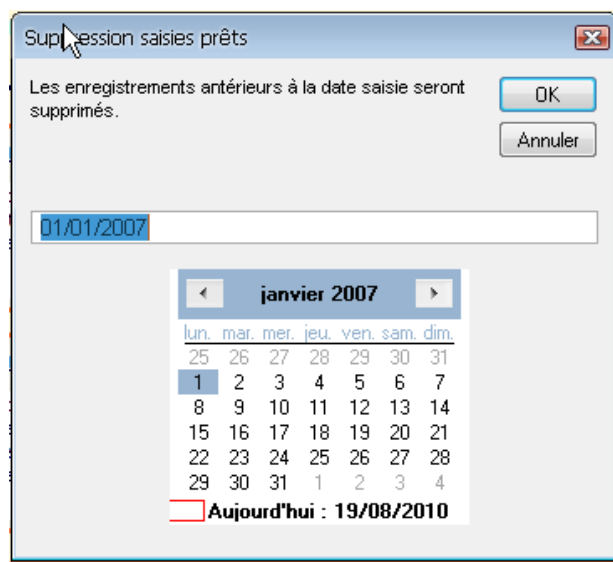 Suppression saisies prêts
Les enregistrements antérieurs à la date saisie seront
supprimés.
OK
Annuler
01/01/2007
janvier 2007
lun. mar. mer. jeu. ven. sam. dim.
25 26 27 28 29 30 31
1 2 3 4 5 6 7
8 9 10 11 12 13 14
15 16 17 18 19 20 21
22 23 24 25 26 27 28
29 30 31 1 2 3 4
Aujourd'hui : 19/08/2010